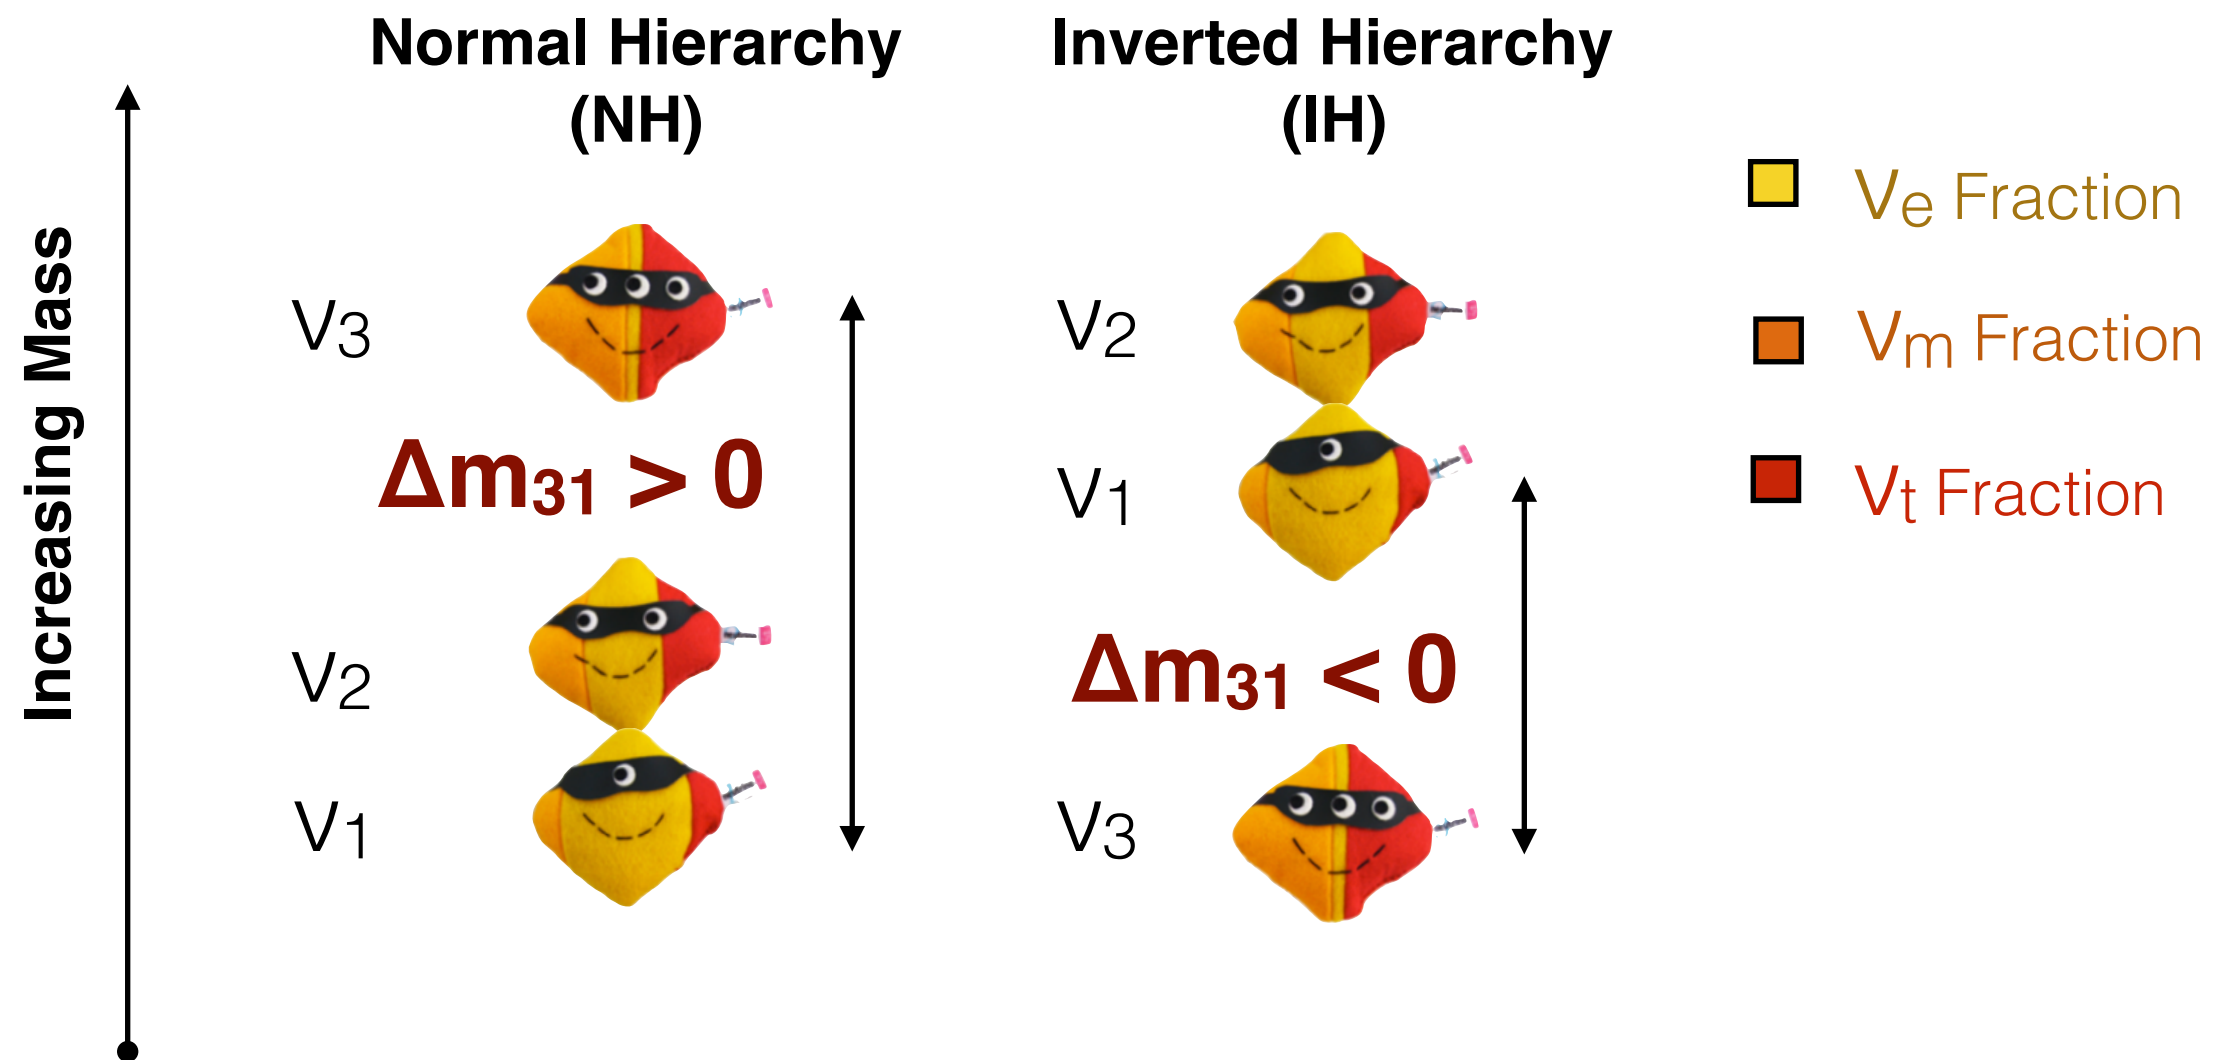 Normal Hierarchy
(NH)
Inverted Hierarchy
(IH)
Increasing Mass
V3
Δm31 > 0
V2
V1
V2
V1
Δm31 < 0
V3
Ve Fraction
Vm Fraction
Vt Fraction